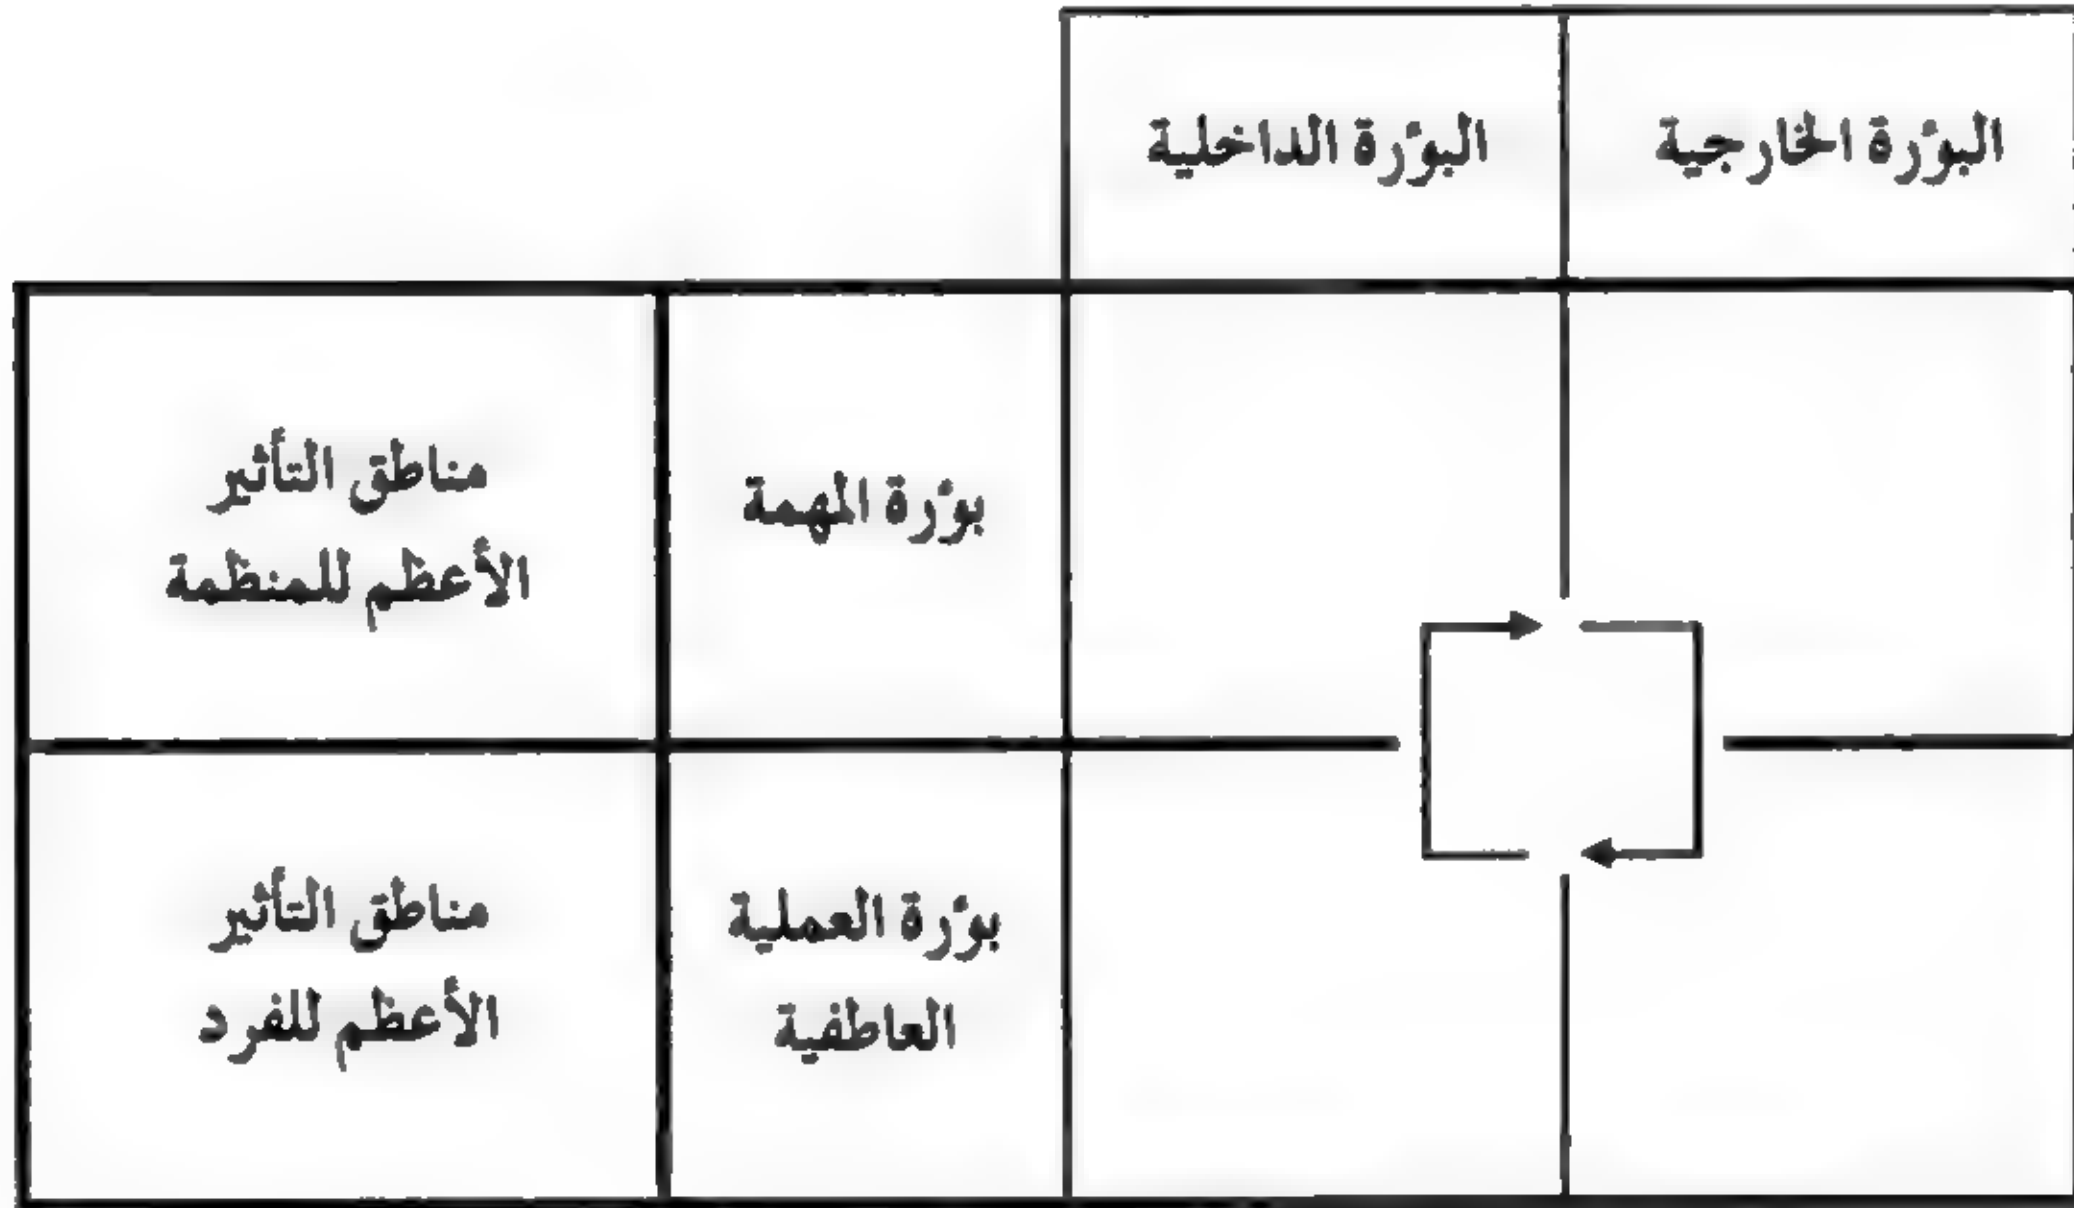 البؤرة الخارجية
البؤرة الداخلية
بؤرة المهمة
مناطق التأثير
الأعظم للمنظمة
بؤرة العملية
العاطفية
مناطق التأثير
الأعظم للفرد